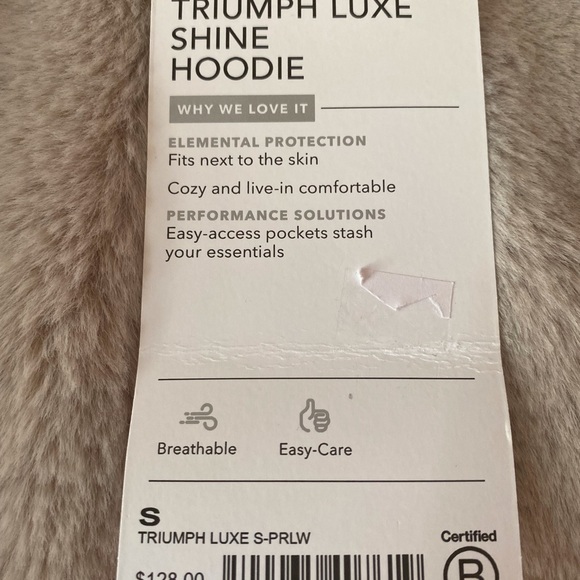 TRIUMPH LUXE
SHINE
HOODIE
WHY WE LOVE IT
ELEMENTAL PROTECTION
Fits next to the skin
Cozy and live-in comfortable
PERFORMANCE SOLUTIONS
Easy-access pockets stash
your essentials
Breathable
Easy-Care
S
TRIUMPH LUXE S-PRLW
Certified
$128.00
B